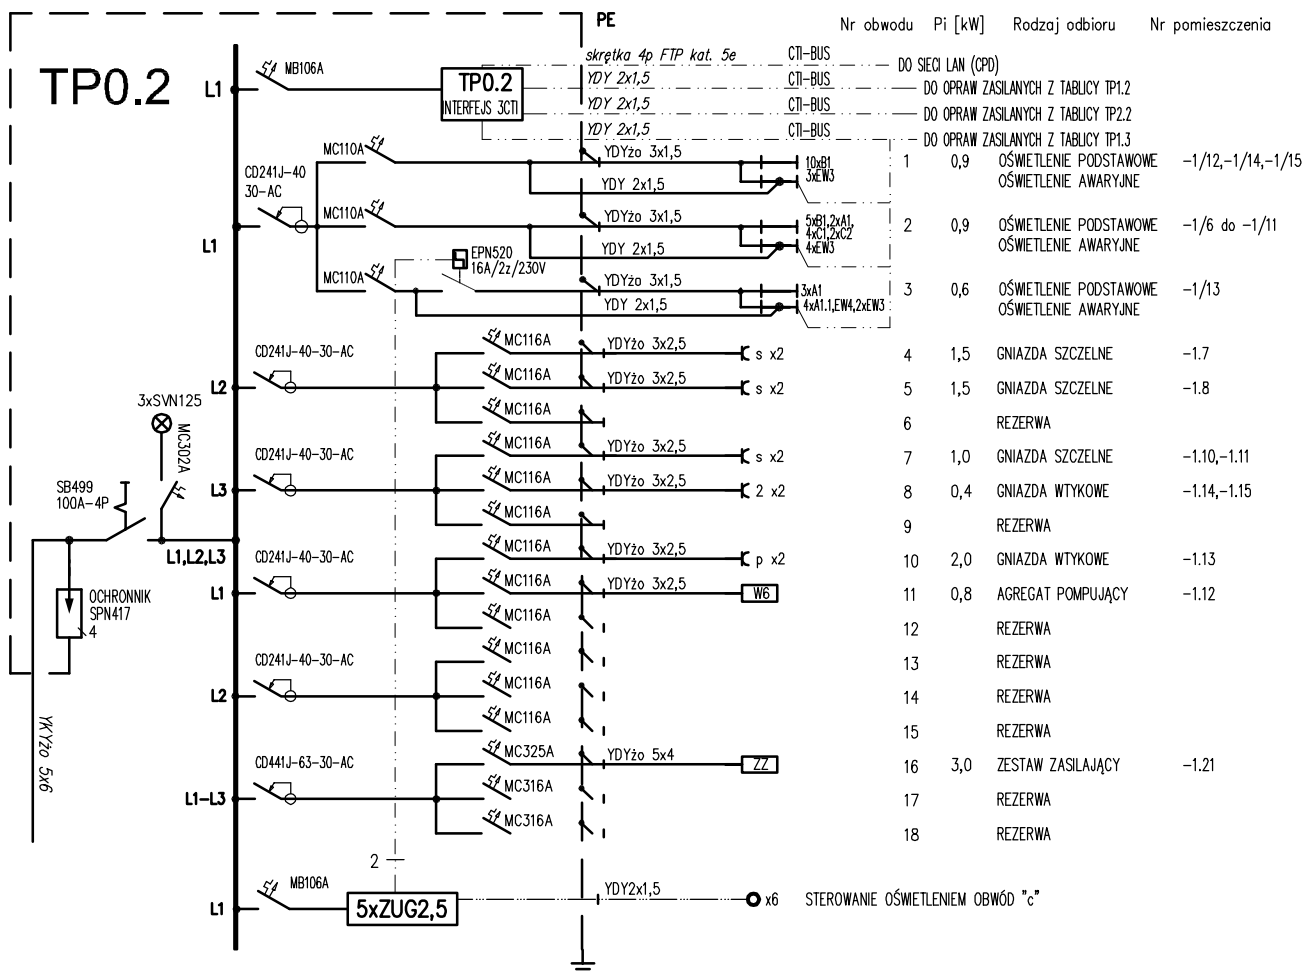 PE
Nr obwodu Pi [kW] Rodzaj odbioru Nr pomieszczenia
TP0.2
skrętka 4p FTP kat. 5e CTI-BUS DO SIECI LAN (CPD)
L1 MB106A TP0.2 INTERFEJS 3CTI
YDY 2x1,5 CTI-BUS DO OPRAW ZASILANYCH Z TABLICY TP1.2
YDY 2x1,5 CTI-BUS DO OPRAW ZASILANYCH Z TABLICY TP2.2
YDY 2x1,5 CTI-BUS DO OPRAW ZASILANYCH Z TABLICY TP1.3
MC110A YDYżo 3x1,5 10xB1 1 0,9 OŚWIETLENIE PODSTAWOWE -1/12,-1/14,-1/15
YDY 2x1,5 3xEW3 OŚWIETLENIE AWARYJNE
CD241J-40
30-AC
L1
MC110A YDYżo 3x1,5 5xB1,2xA1, 2 0,9 OŚWIETLENIE PODSTAWOWE -1/6 do -1/11
4xC1,2xC2
YDY 2x1,5 4xEW3 OŚWIETLENIE AWARYJNE
EPN520
16A/2z/230V
MC110A YDYżo 3x1,5 3xA1 3 0,6 OŚWIETLENIE PODSTAWOWE -1/13
YDY 2x1,5 4xA1.1,EW4,2xEW3 OŚWIETLENIE AWARYJNE
CD241J-40-30-AC
L2
MC116A YDYżo 3x2,5 s x2 4 1,5 GNIAZDA SZCZELNE -1.7
MC116A YDYżo 3x2,5 s x2 5 1,5 GNIAZDA SZCZELNE -1.8
MC116A 6 REZERWA
3xSVN125
MC302A
SB499
100A-4P
CD241J-40-30-AC
L3
MC116A YDYżo 3x2,5 s x2 7 1,0 GNIAZDA SZCZELNE -1.10,-1.11
MC116A YDYżo 3x2,5 2 x2 8 0,4 GNIAZDA WTYKOWE -1.14,-1.15
MC116A 9 REZERWA
L1,L2,L3
CD241J-40-30-AC
L1
MC116A YDYżo 3x2,5 p x2 10 2,0 GNIAZDA WTYKOWE -1.13
MC116A YDYżo 3x2,5 W6 11 0,8 AGREGAT POMPUJĄCY -1.12
MC116A 12 REZERWA
OCHRONNIK
SPN417
4
CD241J-40-30-AC
L2
MC116A 13 REZERWA
MC116A 14 REZERWA
MC116A 15 REZERWA
YKYżo 5x6
CD441J-63-30-AC
L1-L3
MC325A YDYżo 5x4 ZZ 16 3,0 ZESTAW ZASILAJĄCY -1.21
MC316A 17 REZERWA
MC316A 18 REZERWA
2
L1 MB106A 5xZUG2,5 YDY2x1,5 x6 STEROWANIE OŚWIETLENIEM OBWÓD "c"